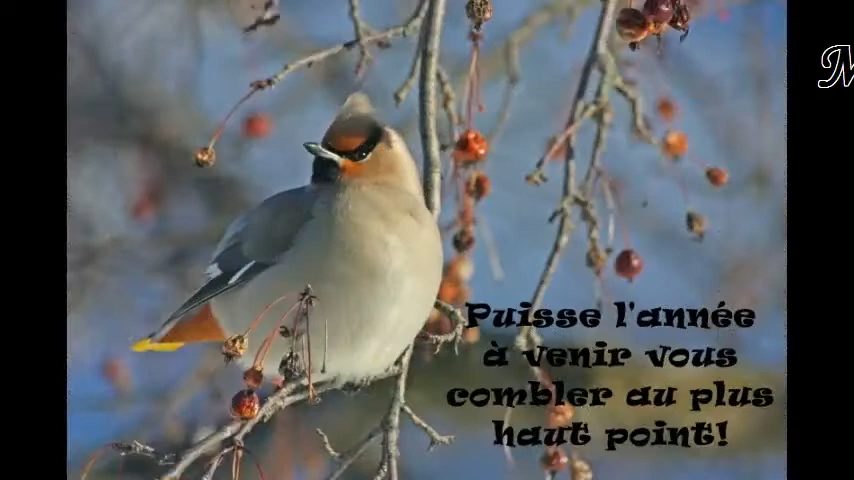 Puisse l'année
à venir vous
combler au plus
haut point!